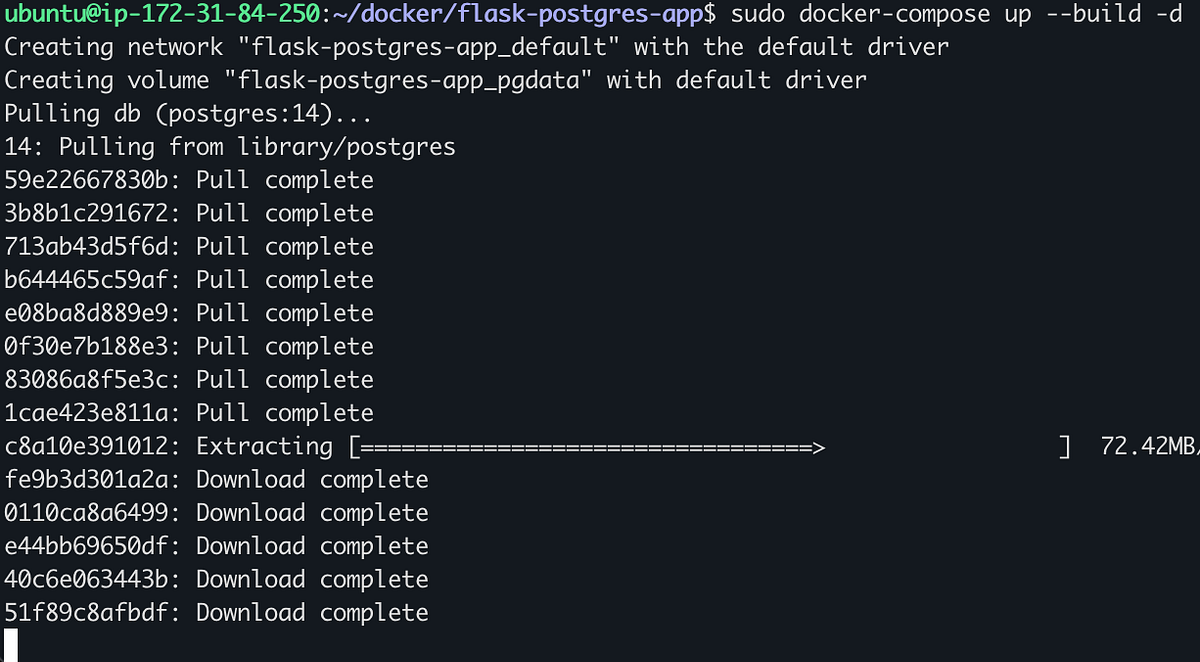 ubuntu@ip-172-31-84-250:~/docker/flask-postgres-app$ sudo docker-compose up --build -d
Creating network "flask-postgres-app_default" with the default driver
Creating volume "flask-postgres-app_pgdata" with default driver
Pulling db (postgres:14)...
14: Pulling from library/postgres
59e22667830b: Pull complete
3b8b1c291672: Pull complete
713ab43d5f6d: Pull complete
b644465c59af: Pull complete
e08ba8d889e9: Pull complete
0f30e7b188e3: Pull complete
83086a8f5e3c: Pull complete
1cae423e811a: Pull complete
c8a10e391012: Extracting [=================================>                 ]  72.42MB/
fe9b3d301a2a: Download complete
0110ca8a6499: Download complete
e44bb69650df: Download complete
40c6e063443b: Download complete
51f89c8afbdf: Download complete